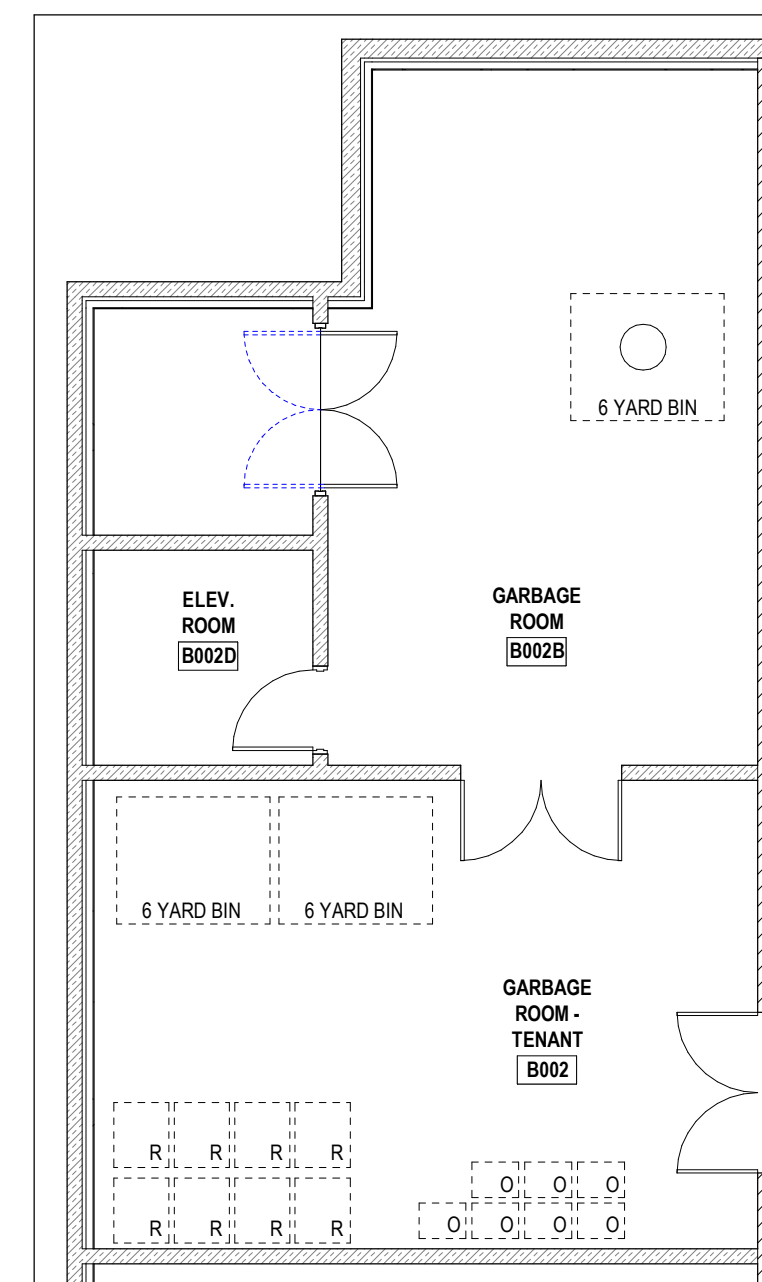 6 YARD BIN
ELEV.
ROOM
B002D
GARBAGE
ROOM
B002B
6 YARD BIN
6 YARD BIN
GARBAGE
ROOM -
TENANT
B002
R R R R
O O O
R R R R
O O O O